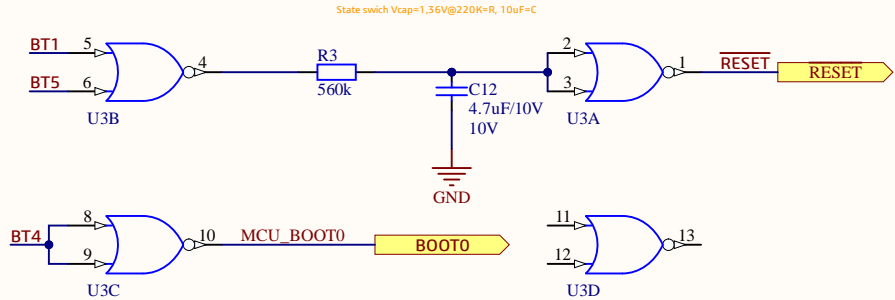 State swich Vcap=1,36V@220K=R, 10uF=C
BT1 5 4 R3 2 1 RESET RESET
BT5 6 560k 3
C12
4.7uF/10V
10V
U3B U3A
GND
BT4 8 10 MCU_BOOT0 BOOT0 11 13
9 12
U3C U3D